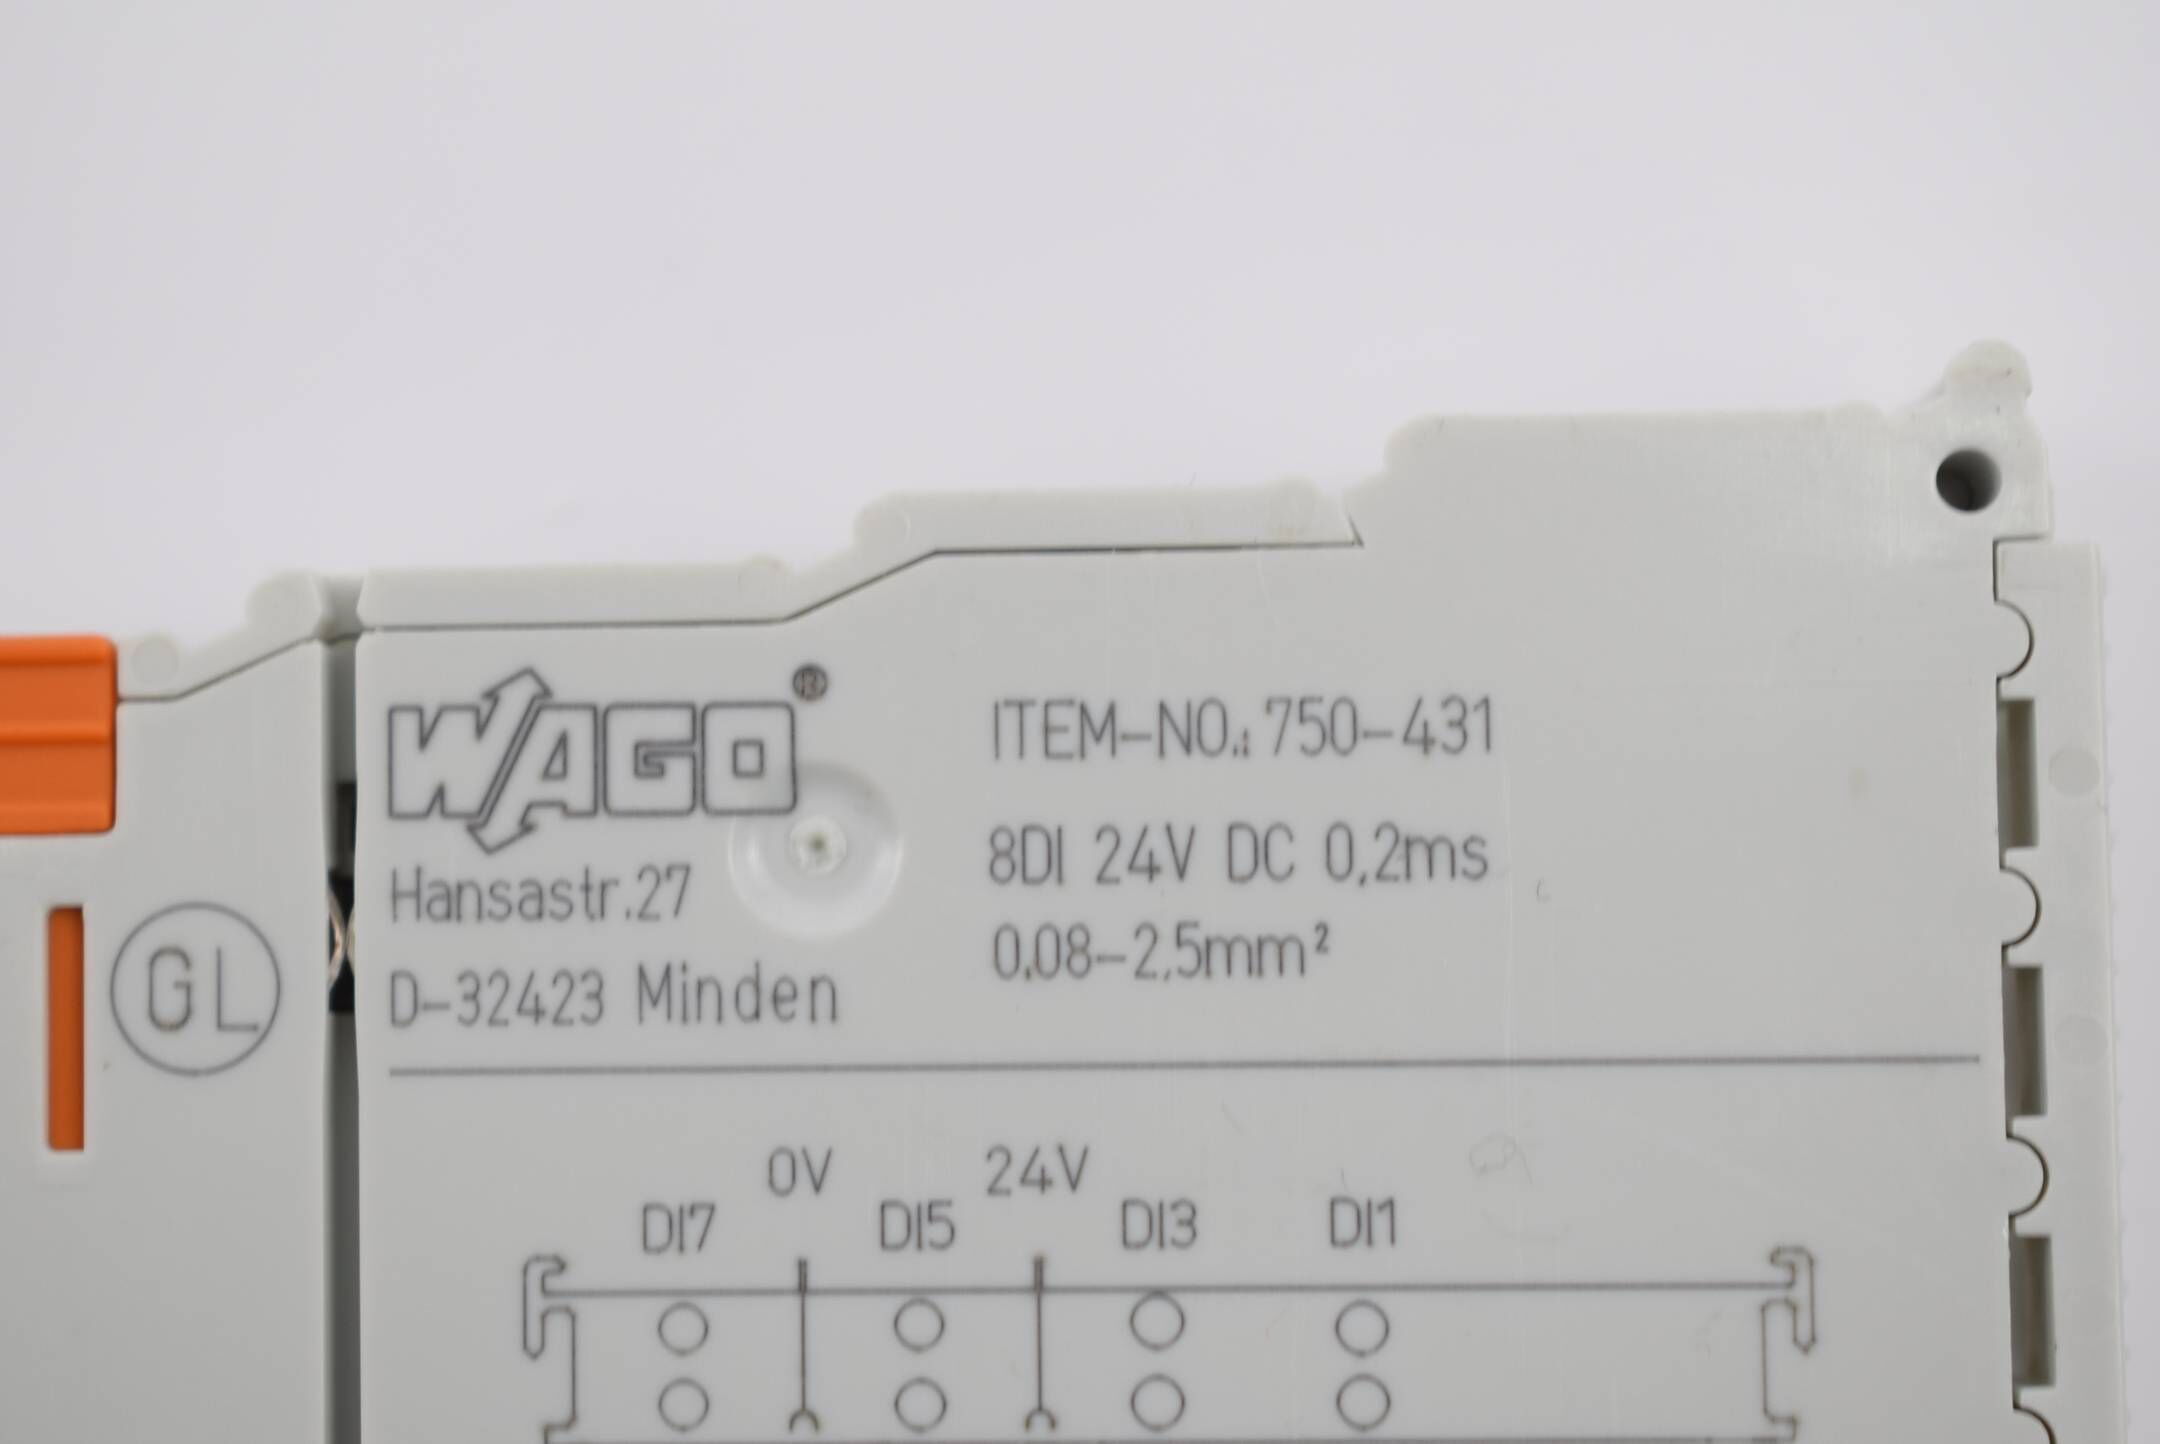 WAGO®
Hansastr.27
D-32423 Minden
ITEM-NO.: 750-431
8DI 24V DC 0,2ms
0,08-2,5mm²
GL
0V 24V
DI7 DI5 DI3 DI1